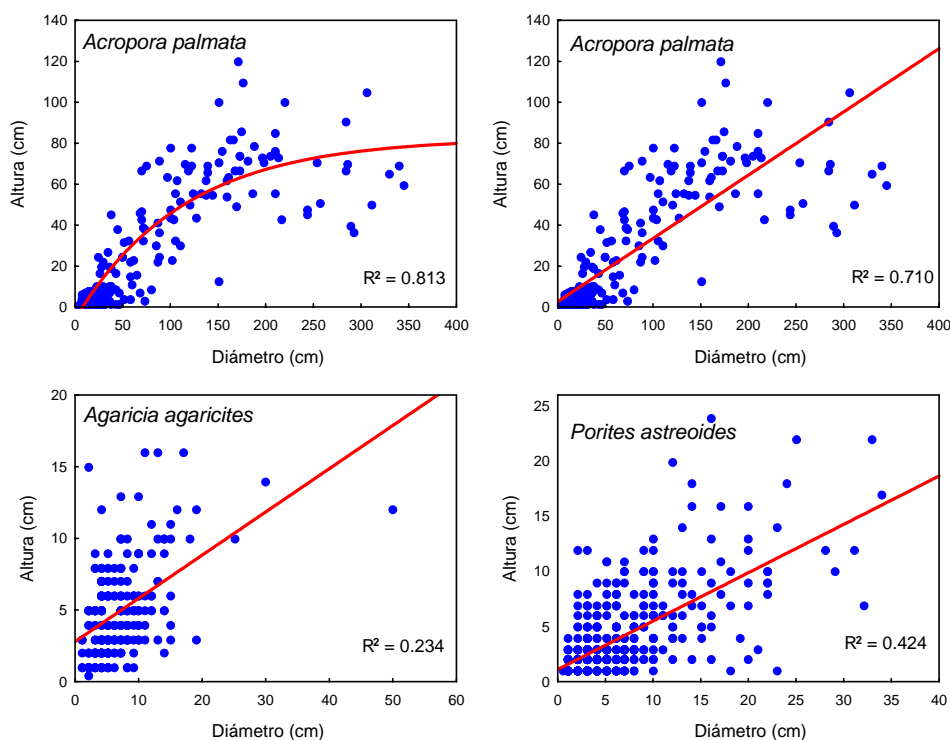 Acropora palmata
Altura (cm)
140
120
100
80
60
40
20
0
R² = 0.813
0 50 100 150 200 250 300 350 400
Diámetro (cm)
Acropora palmata
Altura (cm)
140
120
100
80
60
40
20
0
R² = 0.710
0 50 100 150 200 250 300 350 400
Diámetro (cm)
Agaricia agaricites
Altura (cm)
20
15
10
5
0
R² = 0.234
0 10 20 30 40 50 60
Diámetro (cm)
Porites astreoides
Altura (cm)
25
20
15
10
5
0
R² = 0.424
0 5 10 15 20 25 30 35 40
Diámetro (cm)